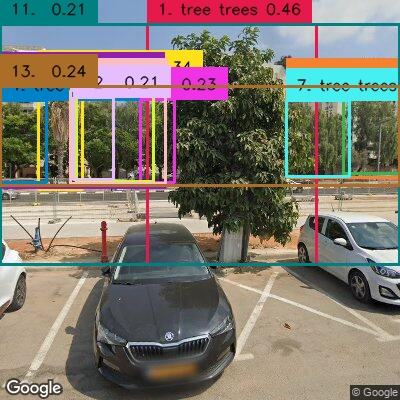 11. 0.21
1. tree trees 0.46
34
13. 0.24
2. 0.21
0.23
7. tree trees
tree
Google
© Google